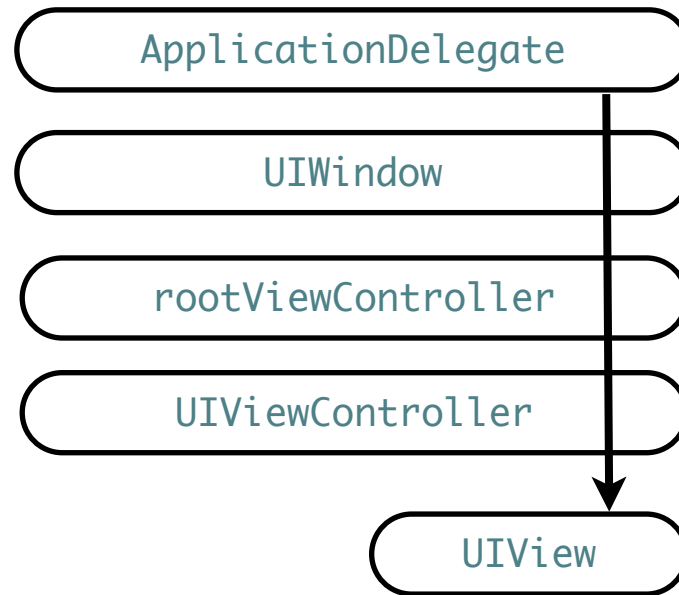 ApplicationDelegate
UIWindow
rootViewController
UIViewController
UIView